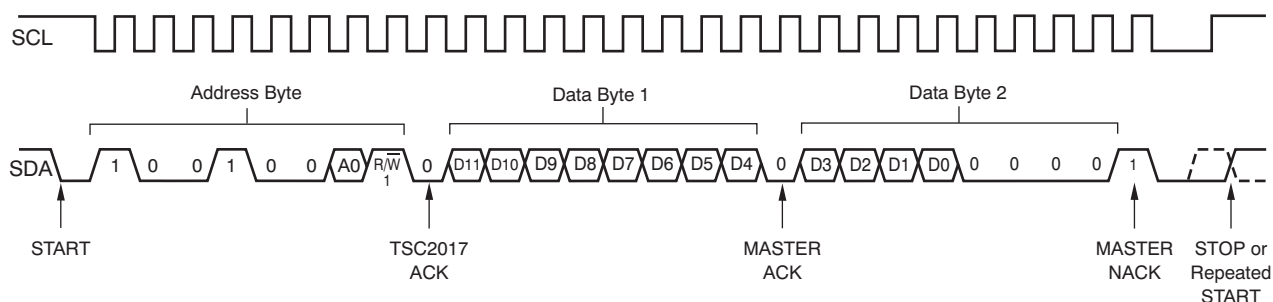 SCL
Address Byte Data Byte 1 Data Byte 2
SDA 1 0 0 1 0 0 A0 R/W̅ 1 0 D11 D10 D9 D8 D7 D6 D5 D4 0 D3 D2 D1 D0 0 0 0 0 1
START
TSC2017
ACK
MASTER
ACK
MASTER
NACK
STOP or
Repeated
START